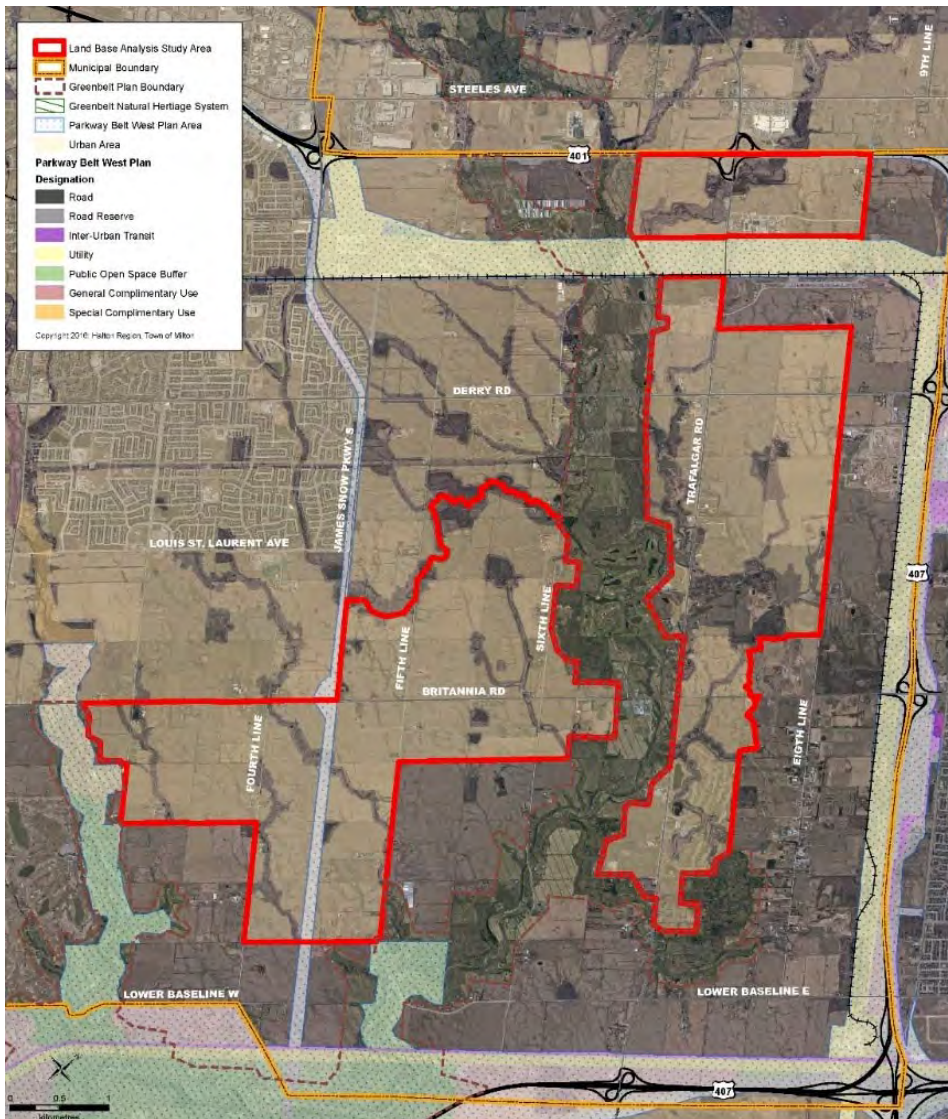 Land Base Analysis Study Area
Municipal Boundary
Greenbelt Plan Boundary
Greenbelt Natural Hertiage System
Parkway Belt West Plan Area
Urban Area
Parkway Belt West Plan
Designation
Road
Road Reserve
Inter-Urban Transit
Utility
Public Open Space Buffer
General Complimentary Use
Special Complimentary Use
Copyright 2016: Halton Region, Town of Milton
9TH LINE
STEELES AVE
401
DERRY RD
TRAFALGAR RD
JAMES SNOW PKWY S
LOUIS ST. LAURENT AVE
407
SIXTH LINE
FIFTH LINE
BRITANNIA RD
FOURTH LINE
EIGTH LINE
LOWER BASELINE W
LOWER BASELINE E
407
0 0.5 1
kilometres